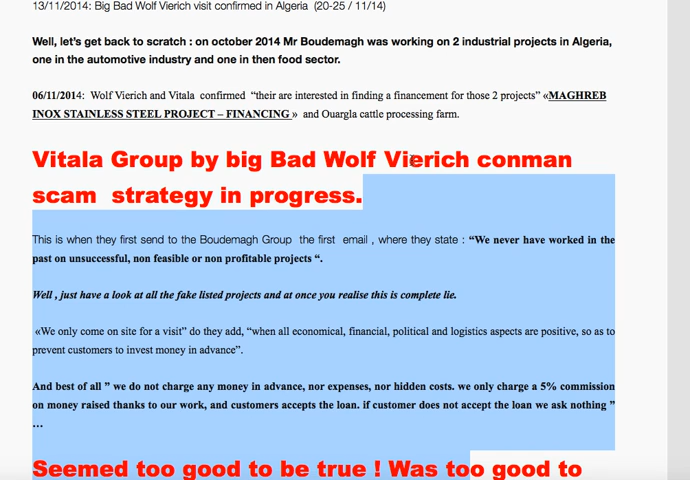 13/11/2014: Big Bad Wolf Vierich visit confirmed in Algeria (20-25 / 11/14)
Well, let's get back to scratch : on october 2014 Mr Boudemagh was working on 2 industrial projects in Algeria,
one in the automotive industry and one in then food sector.
06/11/2014: Wolf Vierich and Vitala confirmed “their are interested in finding a financement for those 2 projects” «MAGHREB
INOX STAINLESS STEEL PROJECT – FINANCING » and Ouargla cattle processing farm.
Vitala Group by big Bad Wolf Vierich conman
scam strategy in progress.
This is when they first send to the Boudemagh Group the first email , where they state : “We never have worked in the
past on unsuccessful, non feasible or non profitable projects “.
Well , just have a look at all the fake listed projects and at once you realise this is complete lie.
«We only come on site for a visit” do they add, “when all economical, financial, political and logistics aspects are positive, so as to
prevent customers to invest money in advance”.
And best of all ” we do not charge any money in advance, nor expenses, nor hidden costs. we only charge a 5% commission
on money raised thanks to our work, and customers accepts the loan. if customer does not accept the loan we ask nothing ”
…
Seemed too good to be true ! Was too good to